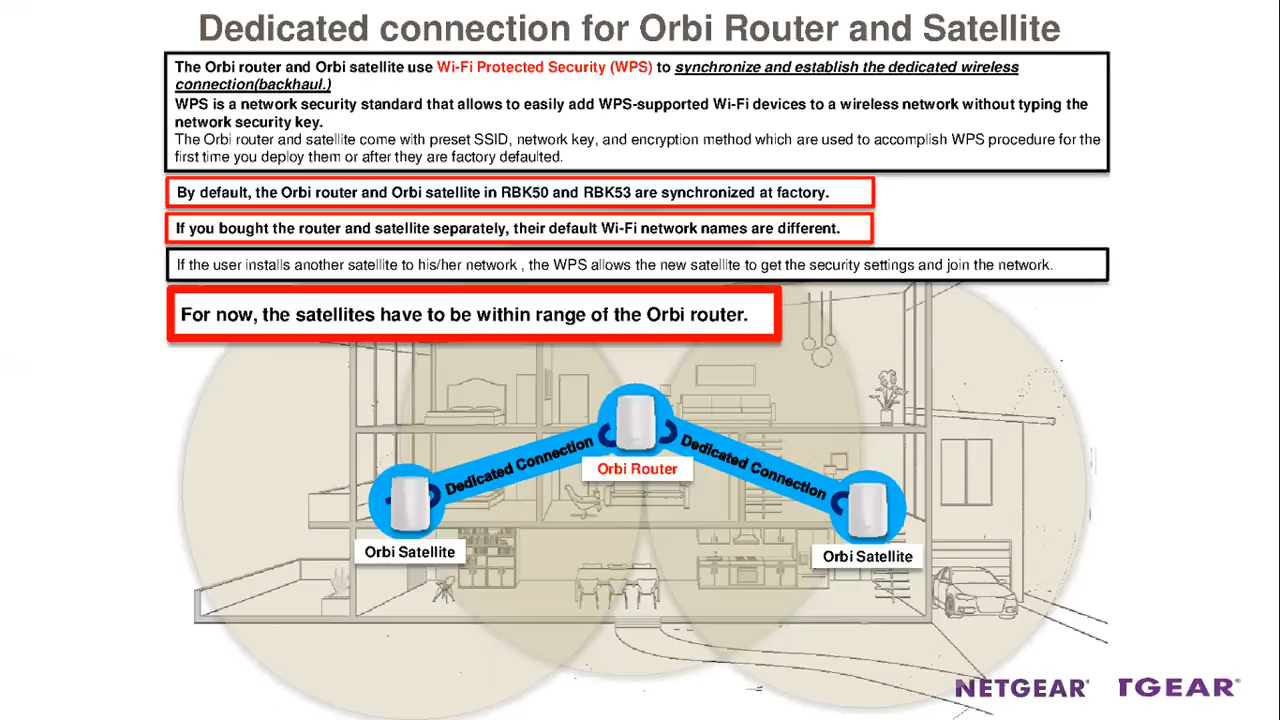 Dedicated connection for Orbi Router and Satellite
The Orbi router and Orbi satellite use Wi-Fi Protected Security (WPS) to synchronize and establish the dedicated wireless
connection(backhaul.)
WPS is a network security standard that allows to easily add WPS-supported Wi-Fi devices to a wireless network without typing the
network security key.
The Orbi router and satellite come with preset SSID, network key, and encryption method which are used to accomplish WPS procedure for the
first time you deploy them or after they are factory defaulted.
By default, the Orbi router and Orbi satellite in RBK50 and RBK53 are synchronized at factory.
If you bought the router and satellite separately, their default Wi-Fi network names are different.
If the user installs another satellite to his/her network , the WPS allows the new satellite to get the security settings and join the network.
For now, the satellites have to be within range of the Orbi router.
Dedicated Connection
Dedicated Connection
Orbi Router
Orbi Satellite
Orbi Satellite
NETGEAR® TGEAR®